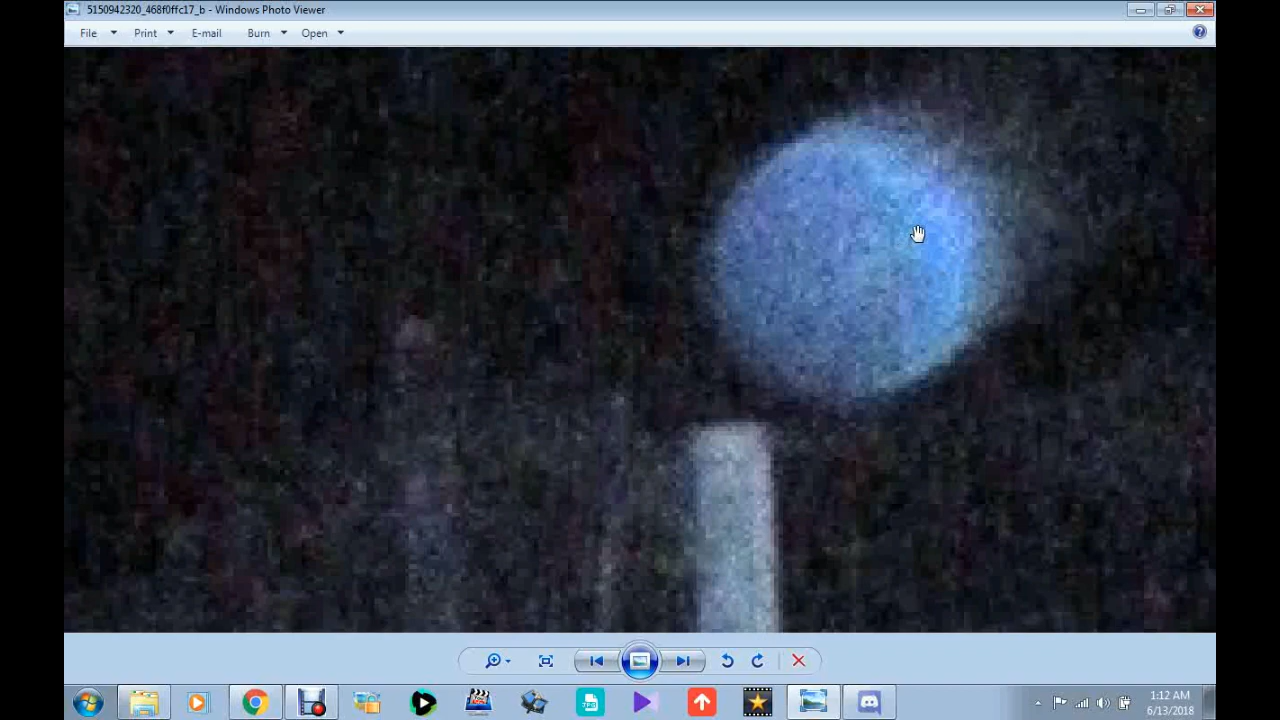 5150942320_468f0ffc17_b - Windows Photo Viewer
File Print E-mail Burn Open
1:12 AM
6/13/2018